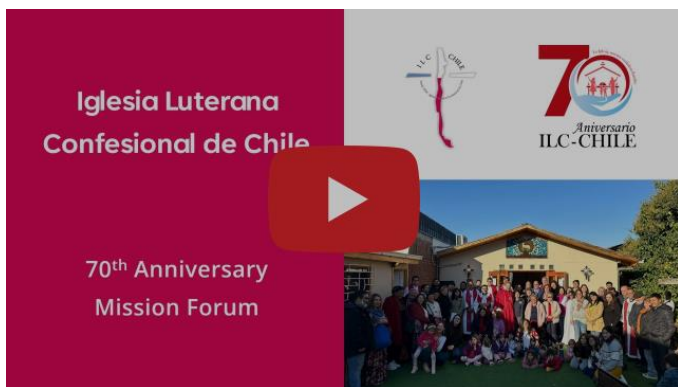 Iglesia Luterana
Confesional de Chile
70th Anniversary
Mission Forum
ILC CHILE
70
Aniversario
ILC-CHILE